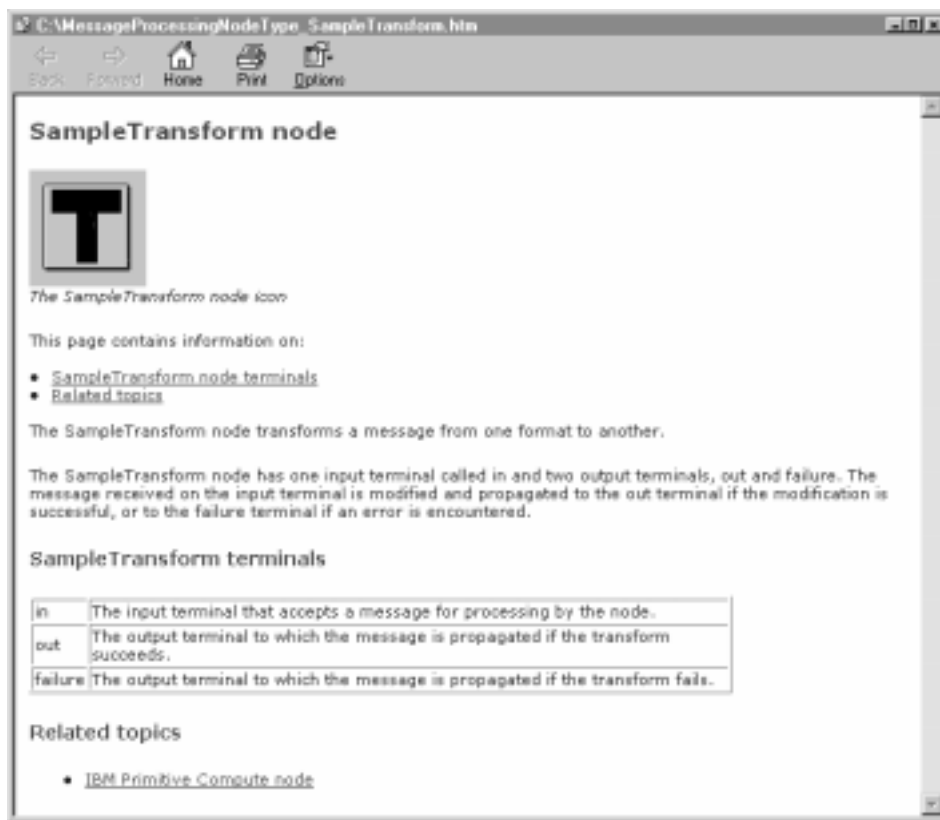 C:\MessageProcessingNodeType_SampleTransform.htm
Back Forward Home Print Options
SampleTransform node
T
The SampleTransform node icon
This page contains information on:
• SampleTransform node terminals
• Related topics
The SampleTransform node transforms a message from one format to another.
The SampleTransform node has one input terminal called in and two output terminals, out and failure. The
message received on the input terminal is modified and propagated to the out terminal if the modification is
successful, or to the failure terminal if an error is encountered.
SampleTransform terminals
in The input terminal that accepts a message for processing by the node.
out The output terminal to which the message is propagated if the transform
succeeds.
failure The output terminal to which the message is propagated if the transform fails.
Related topics
• IBM Primitive Compute node